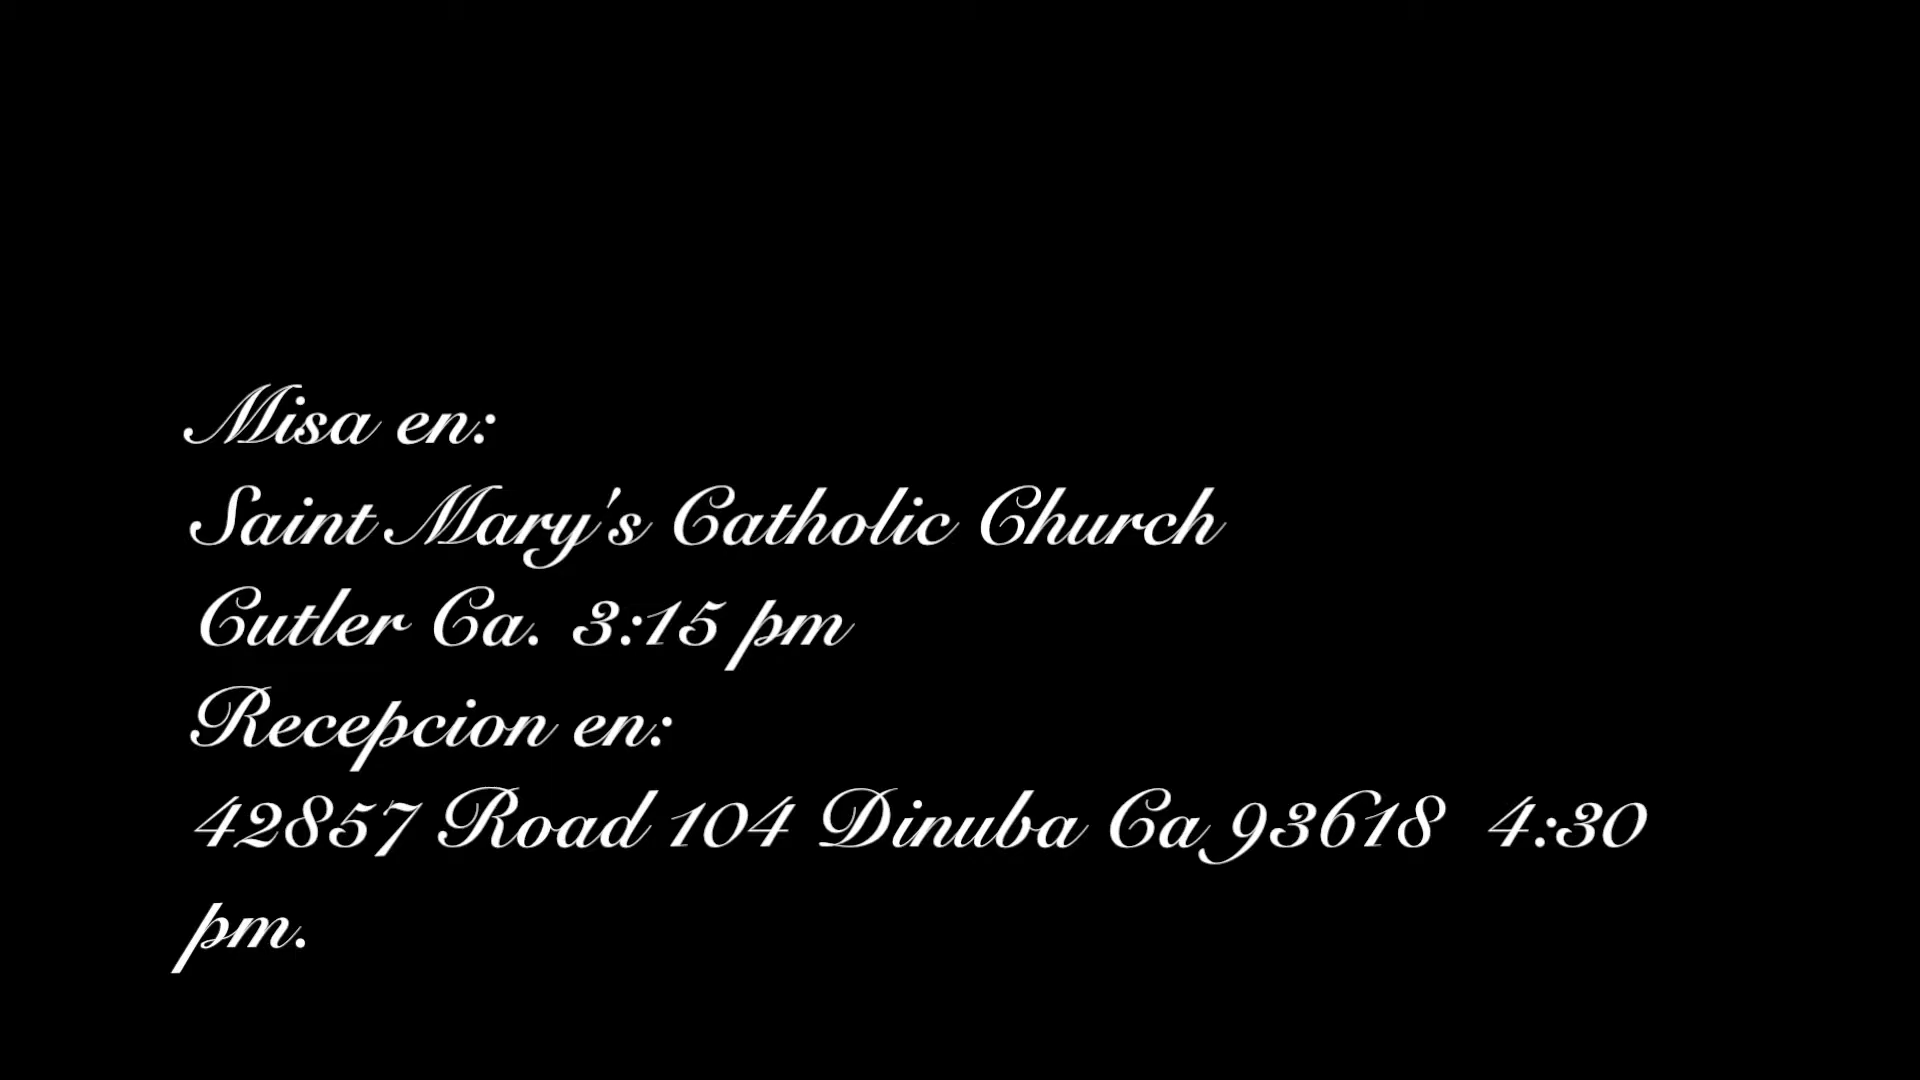 Misa en:
Saint Mary's Catholic Church
Cutler Ca. 3:15 pm
Recepcion en:
42857 Road 104 Dinuba Ca 93618 4:30
pm.